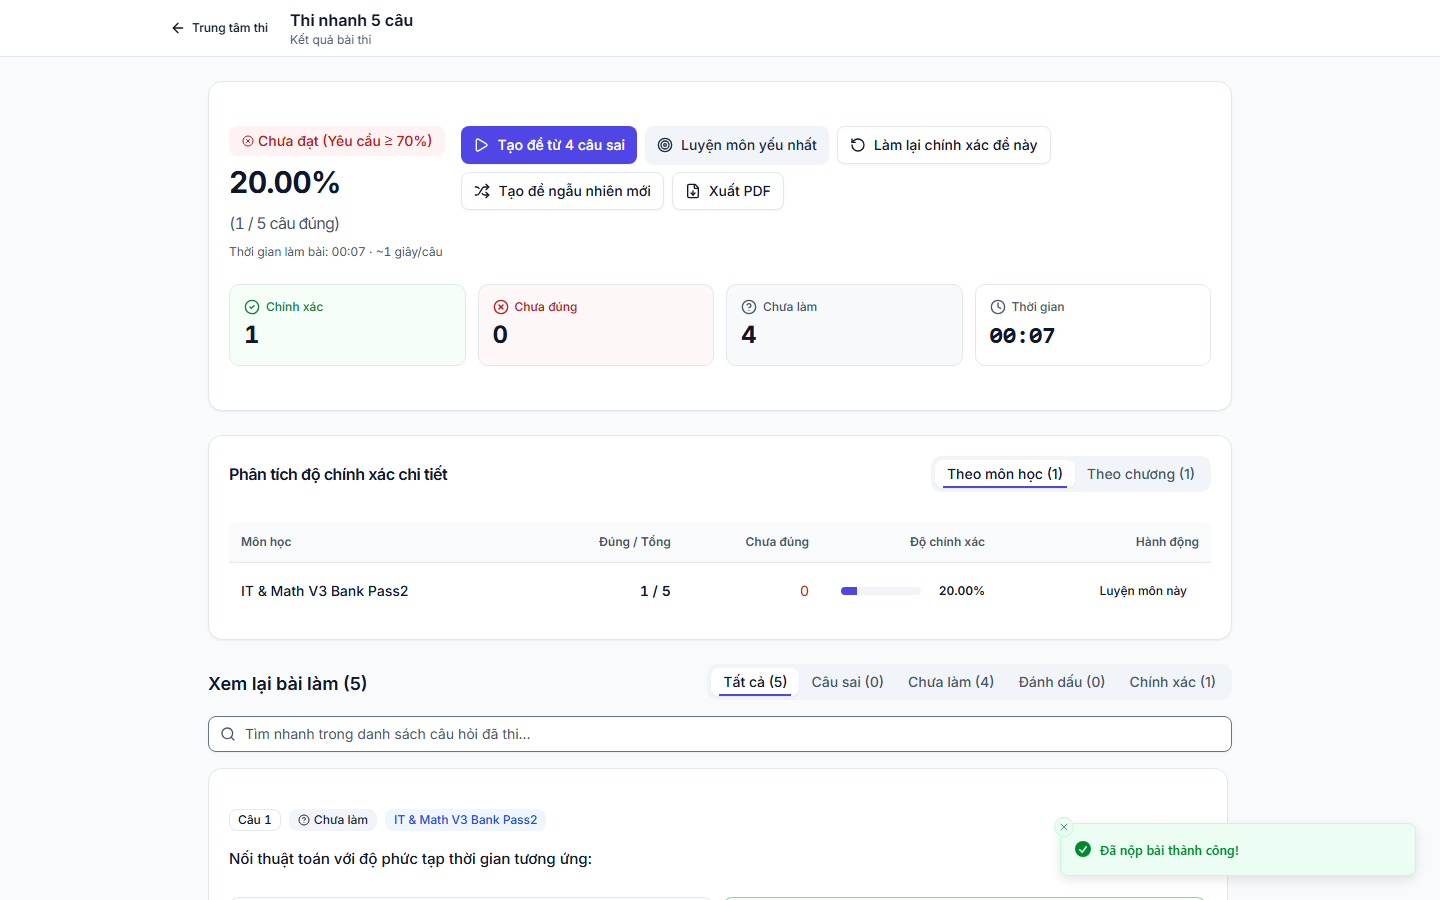 Trung tâm thi
Thi nhanh 5 câu
Kết quả bài thi
Chưa đạt (Yêu cầu ≥ 70%)
20.00%
(1 / 5 câu đúng)
Thời gian làm bài: 00:07 · ~1 giây/câu
Tạo đề từ 4 câu sai
Luyện môn yếu nhất
Làm lại chính xác đề này
Tạo đề ngẫu nhiên mới
Xuất PDF
Chính xác
1
Chưa đúng
0
Chưa làm
4
Thời gian
00:07
Phân tích độ chính xác chi tiết
Theo môn học (1)
Theo chương (1)
Môn học
Đúng / Tổng
Chưa đúng
Độ chính xác
Hành động
IT & Math V3 Bank Pass2
1 / 5
0
20.00%
Luyện môn này
Xem lại bài làm (5)
Tất cả (5)
Câu sai (0)
Chưa làm (4)
Đánh dấu (0)
Chính xác (1)
Tìm nhanh trong danh sách câu hỏi đã thi...
Câu 1
Chưa làm
IT & Math V3 Bank Pass2
Nối thuật toán với độ phức tạp thời gian tương ứng:
Đã nộp bài thành công!